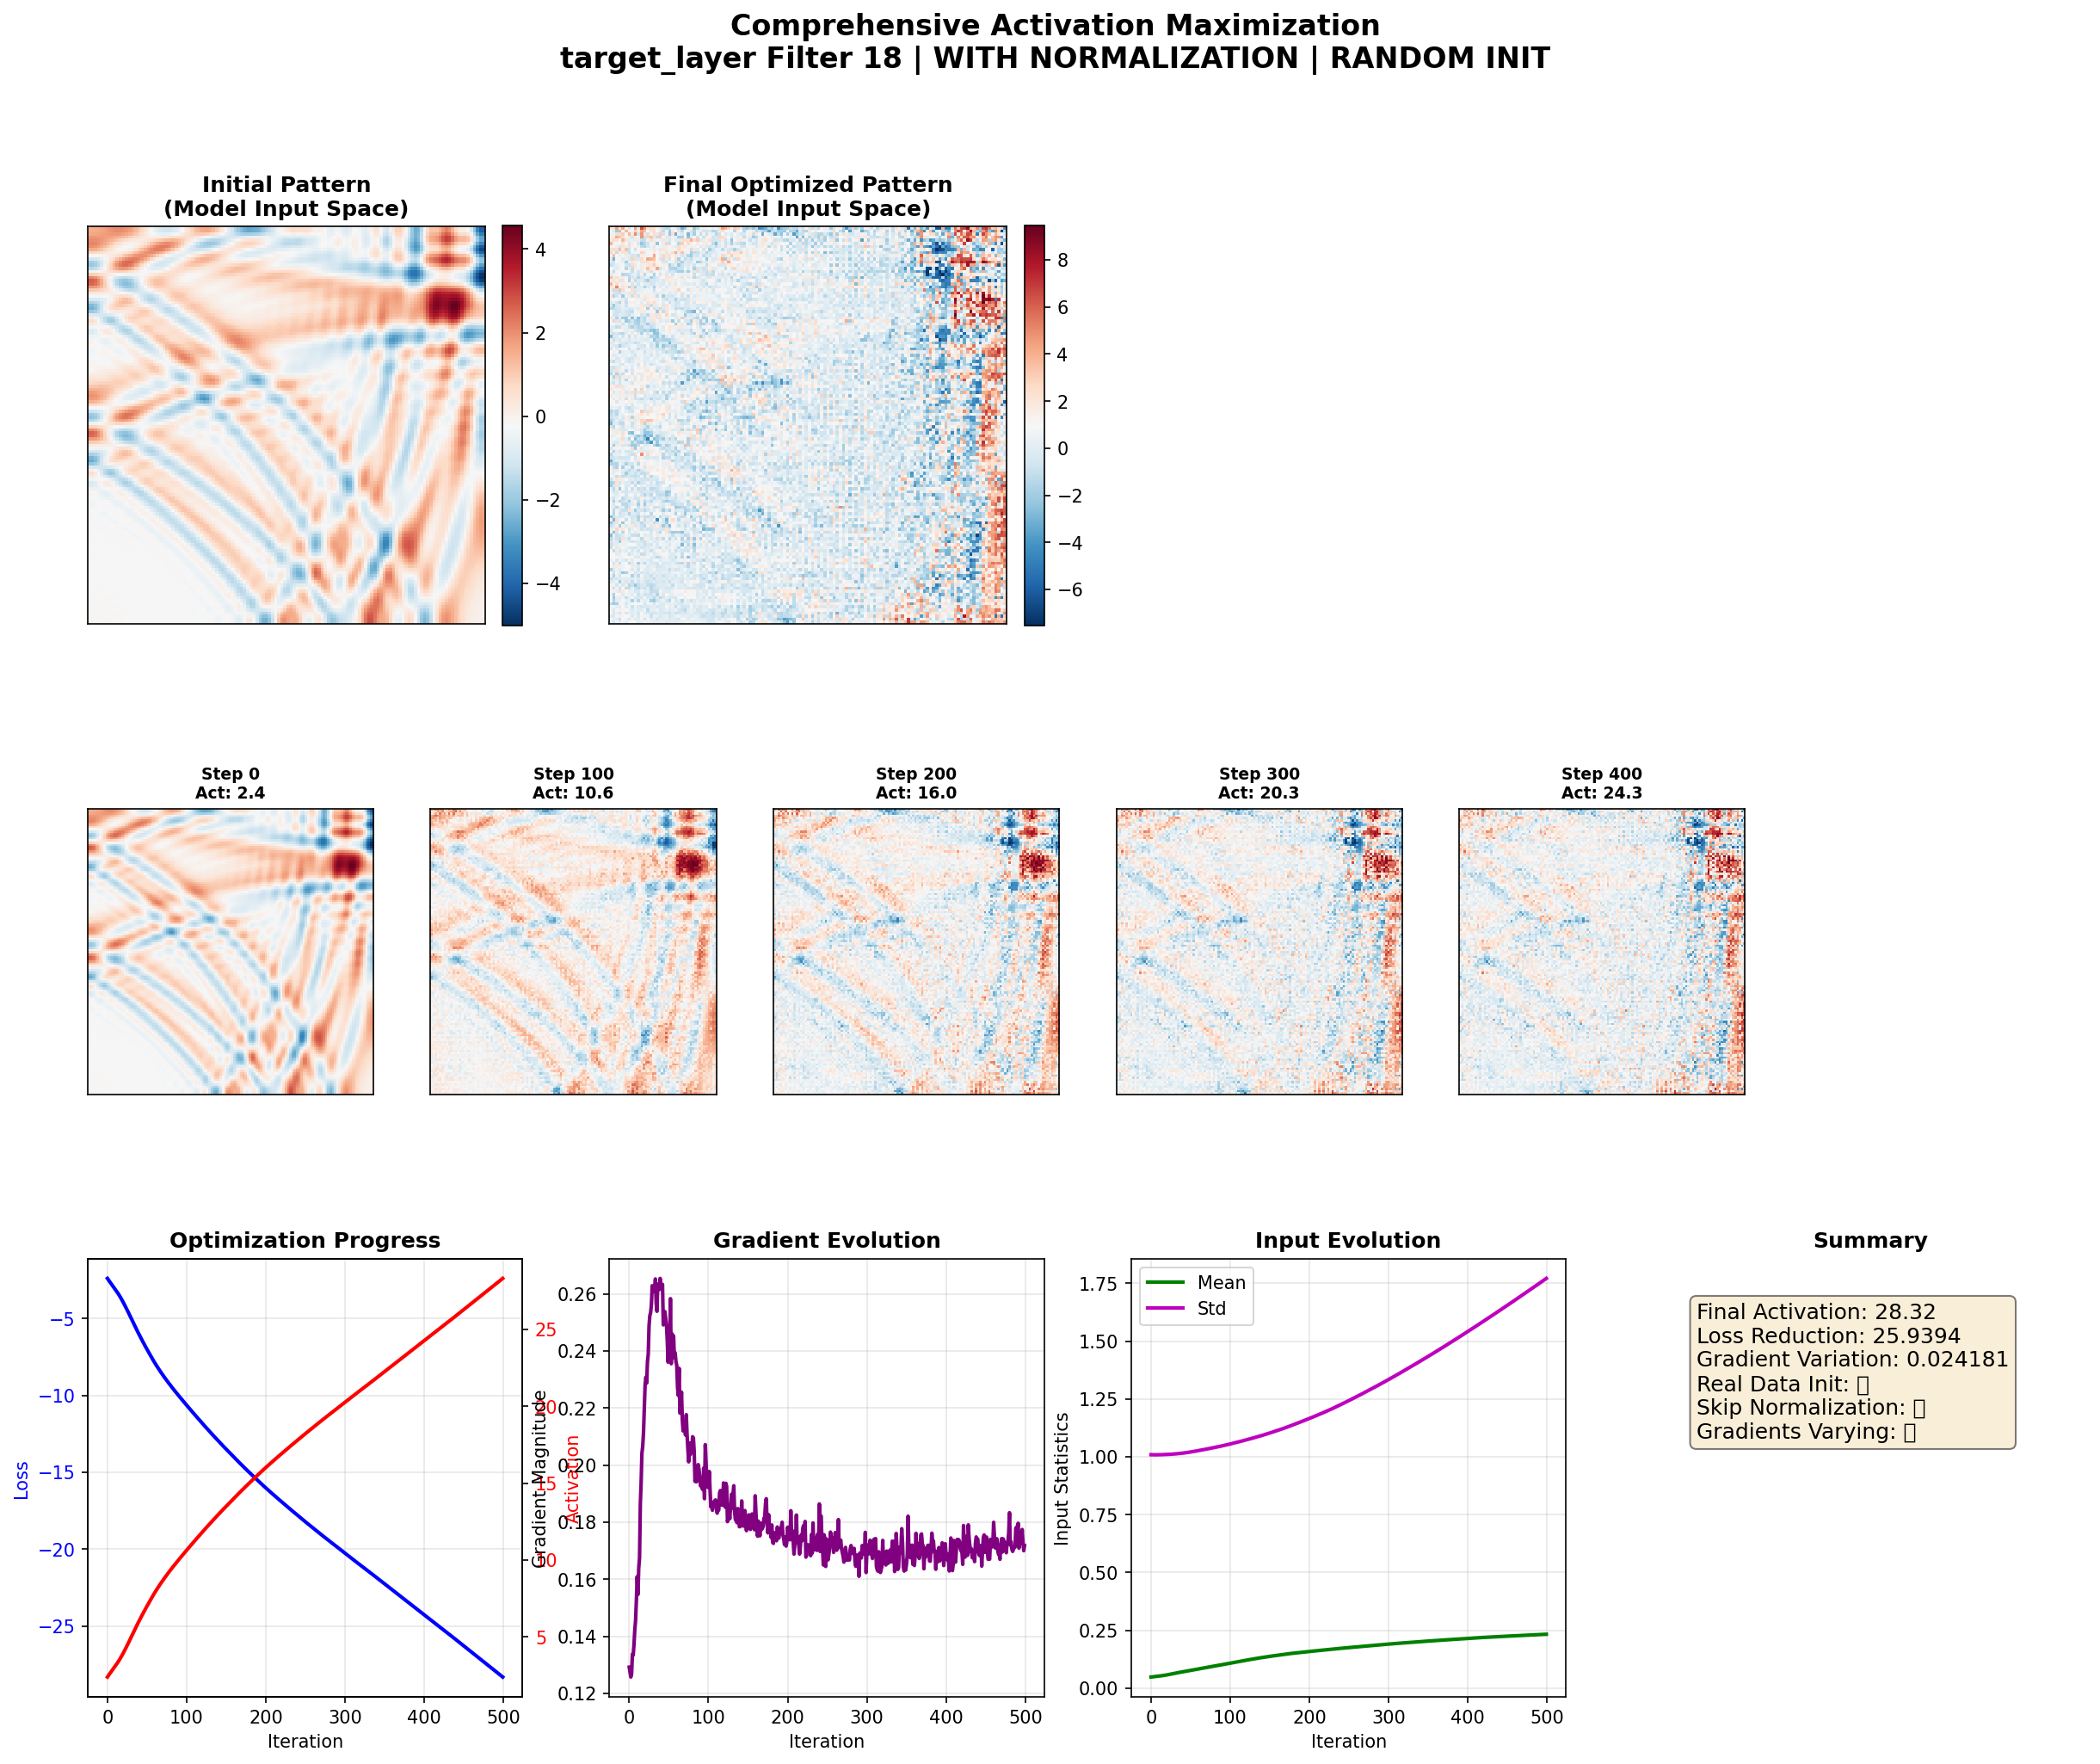 Comprehensive Activation Maximization
target_layer Filter 18 | WITH NORMALIZATION | RANDOM INIT
Initial Pattern
(Model Input Space)
4
2
0
−2
−4
Final Optimized Pattern
(Model Input Space)
8
6
4
2
0
−2
−4
−6
Step 0
Act: 2.4
Step 100
Act: 10.6
Step 200
Act: 16.0
Step 300
Act: 20.3
Step 400
Act: 24.3
Optimization Progress
Loss
−5
−10
−15
−20
−25
0 100 200 300 400 500
Iteration
Activation
25
20
15
10
5
Gradient Evolution
Gradient Magnitude
0.26
0.24
0.22
0.20
0.18
0.16
0.14
0.12
0 100 200 300 400 500
Iteration
Input Evolution
Input Statistics
1.75
1.50
1.25
1.00
0.75
0.50
0.25
0.00
Mean
Std
0 100 200 300 400 500
Iteration
Summary
Final Activation: 28.32
Loss Reduction: 25.9394
Gradient Variation: 0.024181
Real Data Init:
Skip Normalization:
Gradients Varying: